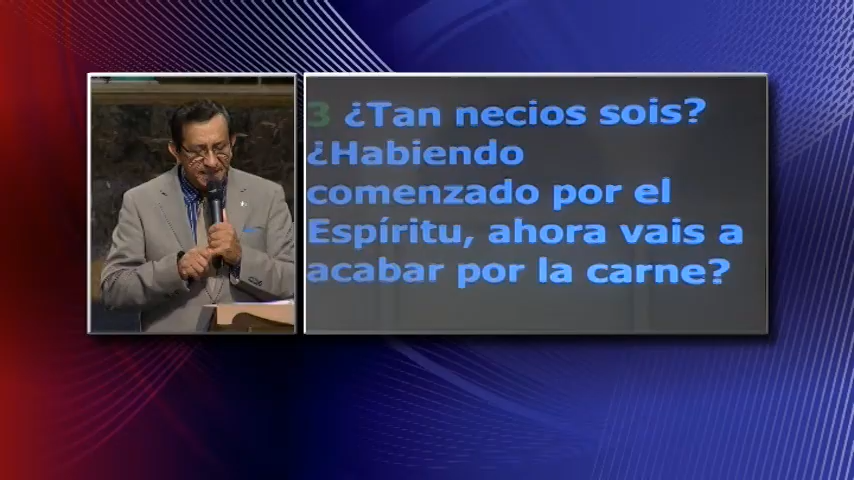 3 ¿Tan necios sois?
¿Habiendo
comenzado por el
Espíritu, ahora vais a
acabar por la carne?